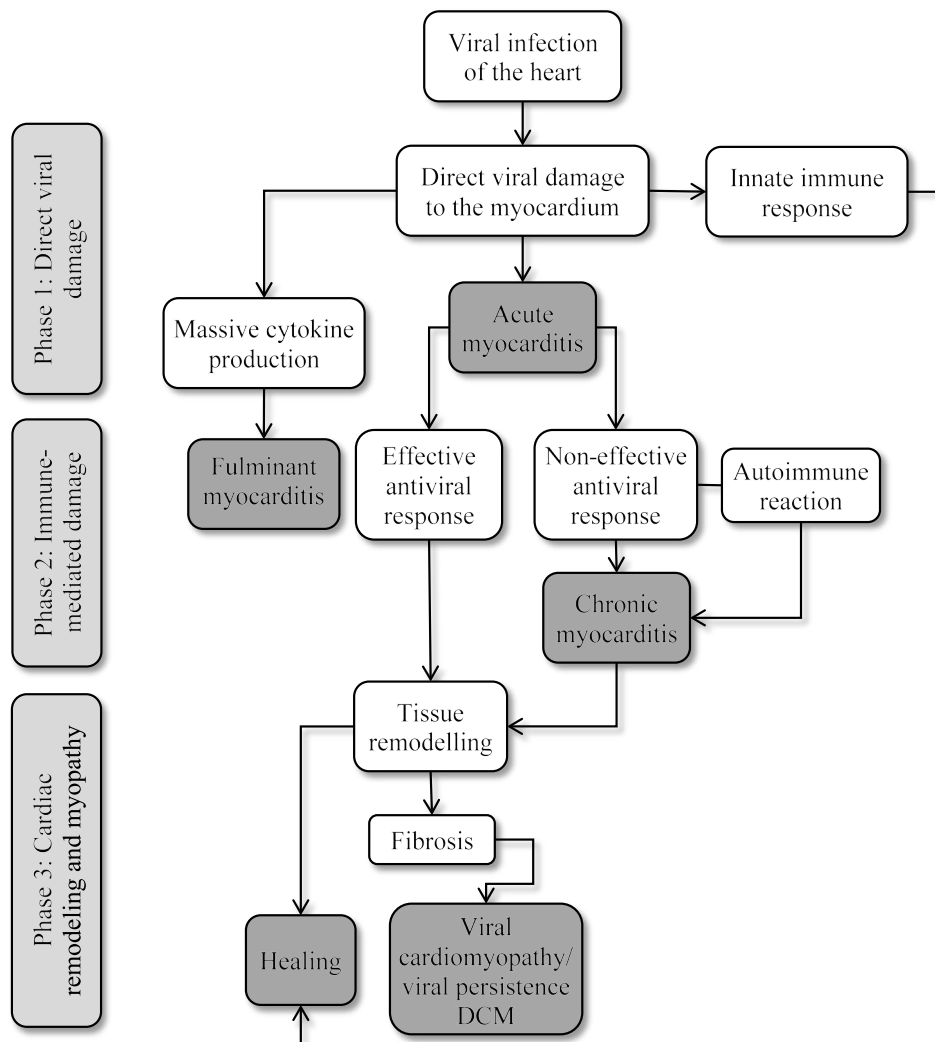 Viral infection
of the heart
Phase 1: Direct viral
damage
Direct viral damage
to the myocardium
Innate immune
response
Massive cytokine
production
Acute
myocarditis
Phase 2: Immune-
mediated damage
Fulminant
myocarditis
Effective
antiviral
response
Non-effective
antiviral
response
Autoimmune
reaction
Chronic
myocarditis
Phase 3: Cardiac
remodeling and myopathy
Tissue
remodelling
Fibrosis
Healing
Viral
cardiomyopathy/
viral persistence
DCM